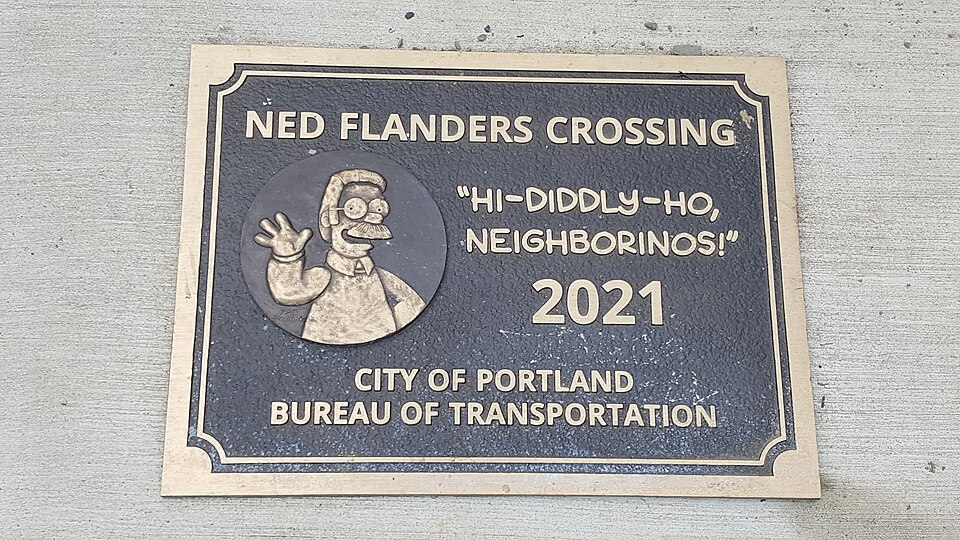 NED FLANDERS CROSSING
"HI-DIDDLY-HO,
NEIGHBORINOS!"
2021
CITY OF PORTLAND
BUREAU OF TRANSPORTATION